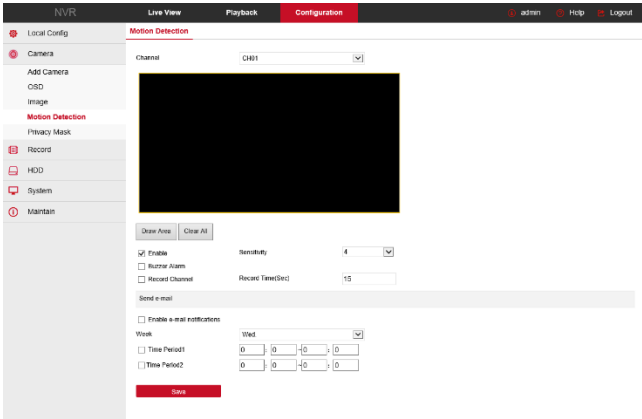 NVR Live View Playback Configuration admin Help Logout
Local Config Motion Detection
Camera
Channel CH01
Add Camera
OSD
Image
Motion Detection
Privacy Mask
Record
HDD
System
Maintain
Draw Area Clear All
Enable Sensitivity 4
Buzzer Alarm
Record Channel Record Time(Sec) 15
Send e-mail
Enable e-mail notifications
Week Wed.
Time Period1 0 : 0 -0 : 0
Time Period2 0 : 0 -0 : 0
Save